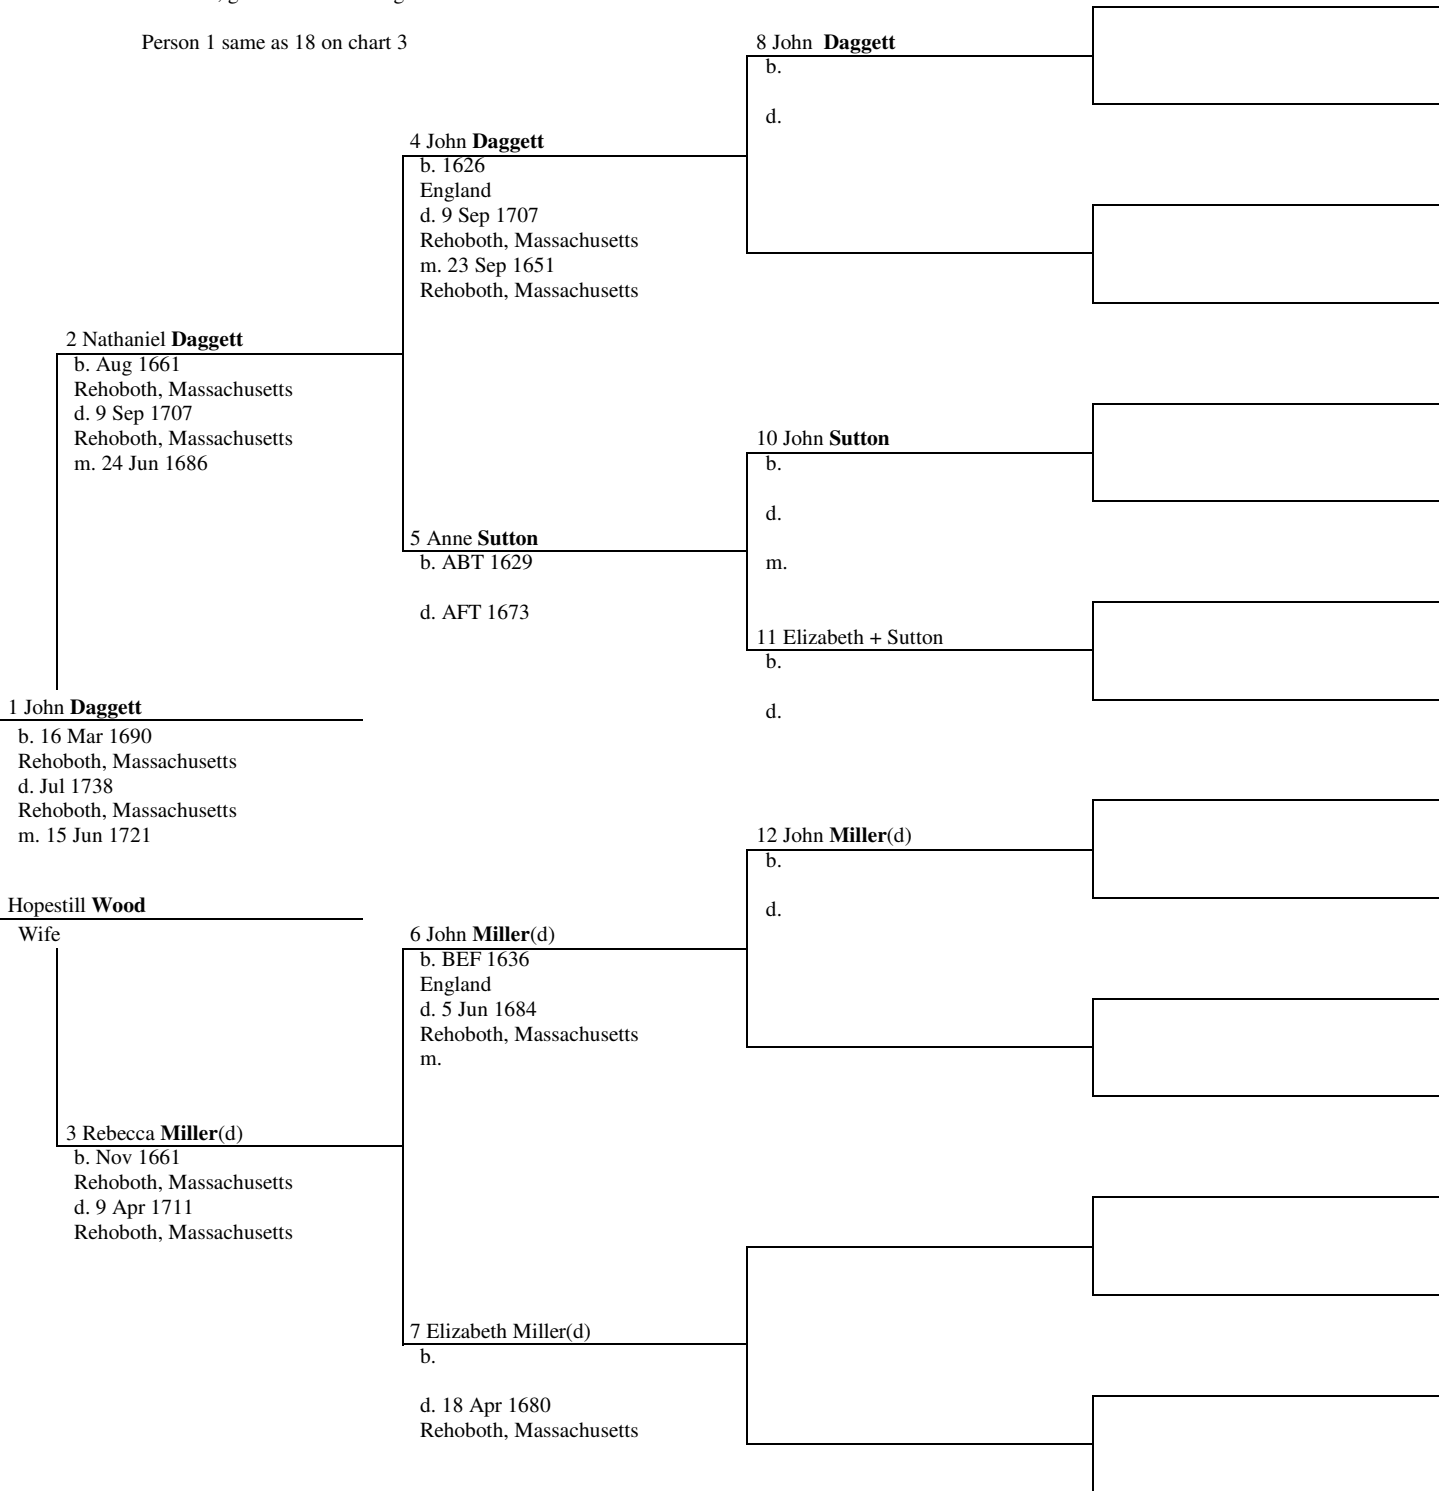 Person 1 same as 18 on chart 3
8 John Daggett
b.
d.
4 John Daggett
b. 1626
England
d. 9 Sep 1707
Rehoboth, Massachusetts
m. 23 Sep 1651
Rehoboth, Massachusetts
2 Nathaniel Daggett
b. Aug 1661
Rehoboth, Massachusetts
d. 9 Sep 1707
Rehoboth, Massachusetts
m. 24 Jun 1686
10 John Sutton
b.
d.
m.
5 Anne Sutton
b. ABT 1629
d. AFT 1673
11 Elizabeth + Sutton
b.
d.
1 John Daggett
b. 16 Mar 1690
Rehoboth, Massachusetts
d. Jul 1738
Rehoboth, Massachusetts
m. 15 Jun 1721
12 John Miller(d)
b.
d.
Hopestill Wood
Wife
6 John Miller(d)
b. BEF 1636
England
d. 5 Jun 1684
Rehoboth, Massachusetts
m.
3 Rebecca Miller(d)
b. Nov 1661
Rehoboth, Massachusetts
d. 9 Apr 1711
Rehoboth, Massachusetts
7 Elizabeth Miller(d)
b.
d. 18 Apr 1680
Rehoboth, Massachusetts